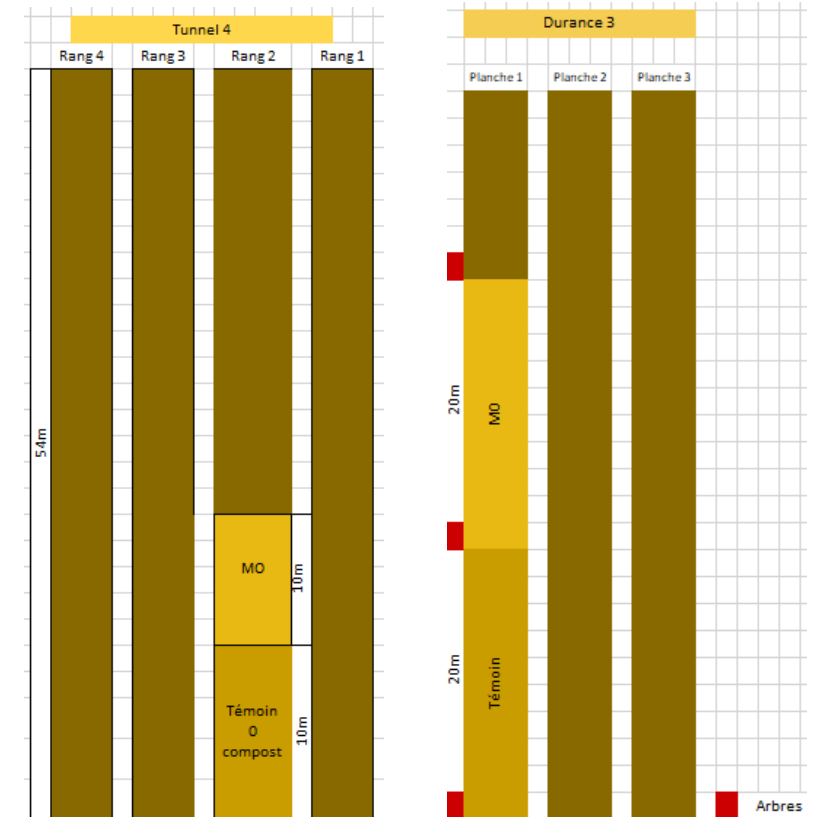 Tunnel 4
Rang 4 Rang 3 Rang 2 Rang 1
54m
MO
10m
Témoin
0
compost
10m
Durance 3
Planche 1 Planche 2 Planche 3
20m
MO
20m
Témoin
Arbres